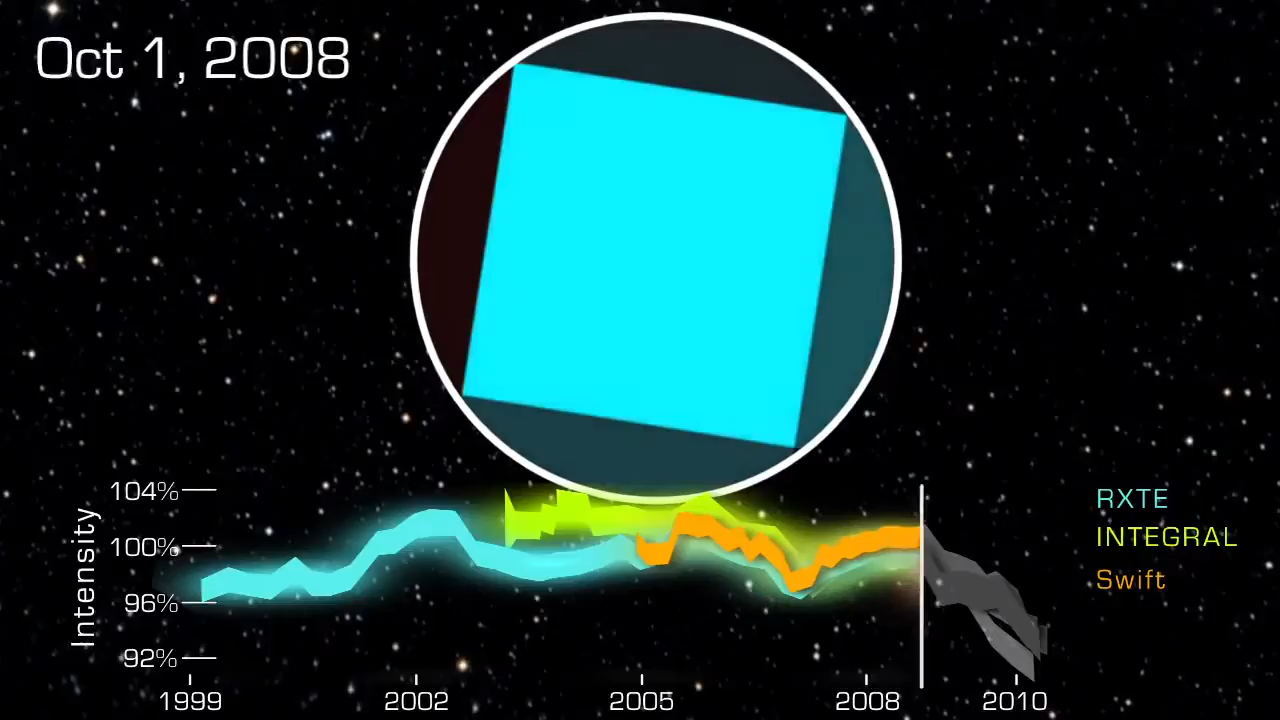 Oct 1, 2008
104%
100%
96%
92%
Intensity
1999
2002
2005
2008
2010
RXTE
INTEGRAL
Swift